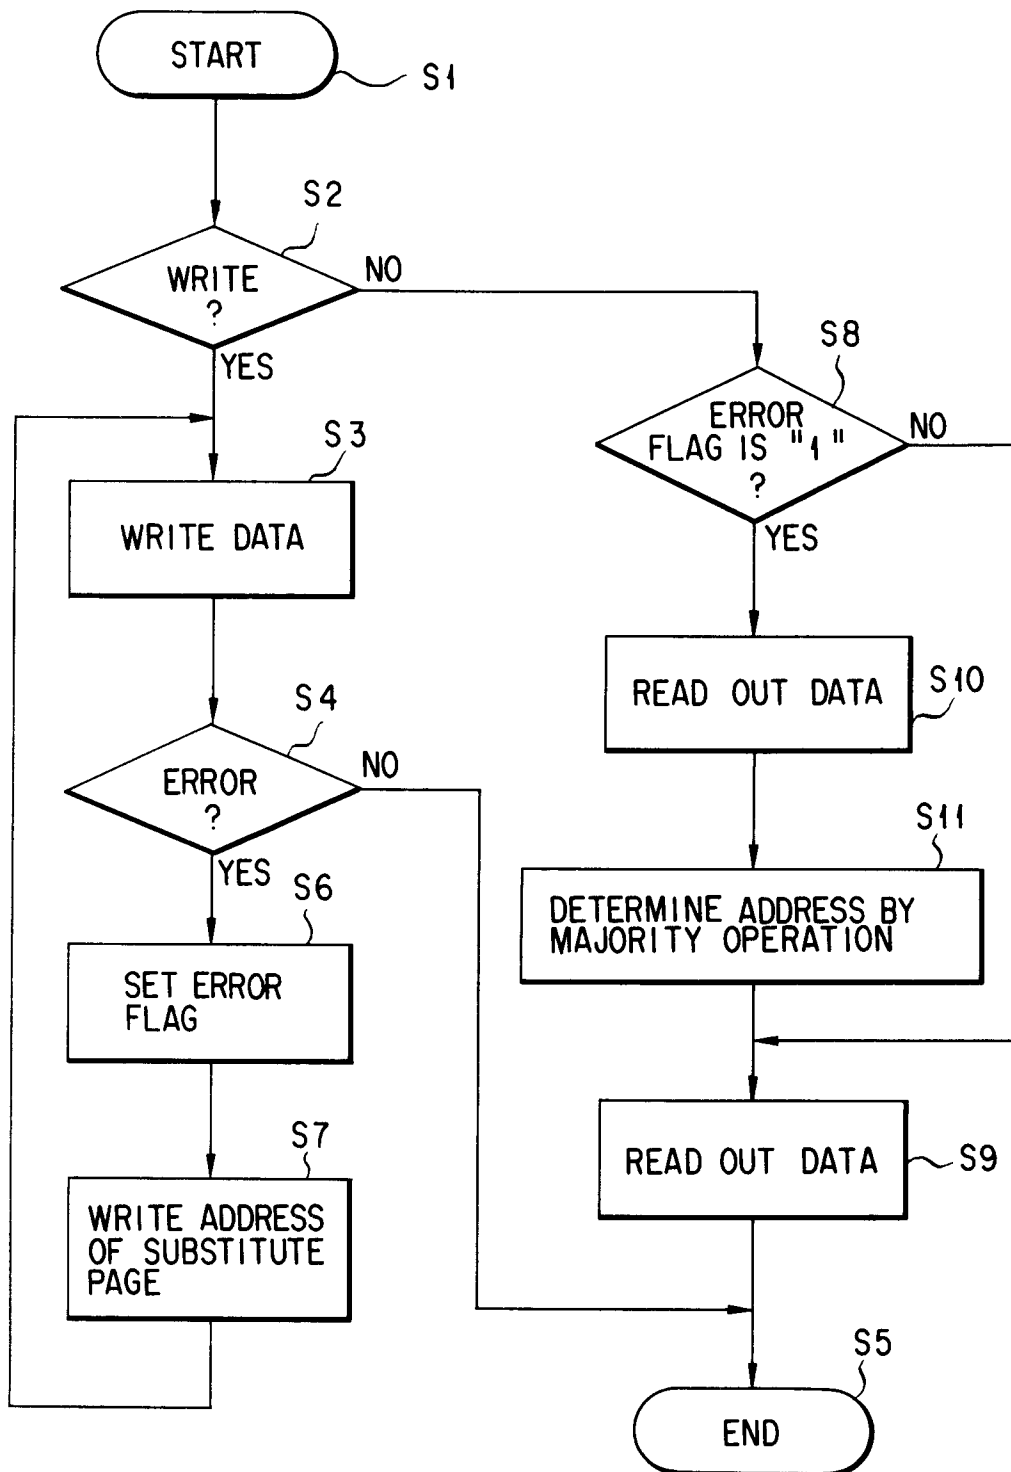 START
S1
S2
WRITE
?
NO
YES
S3
WRITE DATA
S4
ERROR
?
NO
YES
S6
SET ERROR
FLAG
S7
WRITE ADDRESS
OF SUBSTITUTE
PAGE
S8
ERROR
FLAG IS "1"
?
NO
YES
READ OUT DATA
S10
S11
DETERMINE ADDRESS BY
MAJORITY OPERATION
READ OUT DATA
S9
S5
END